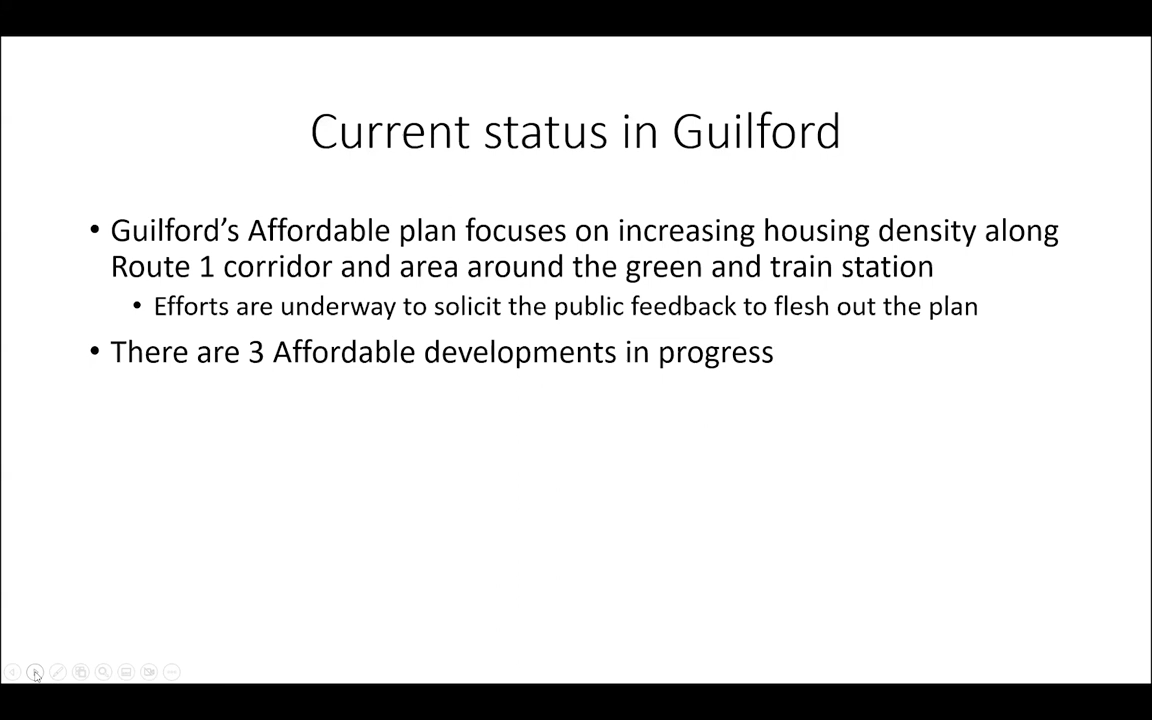 Current status in Guilford
• Guilford’s Affordable plan focuses on increasing housing density along
Route 1 corridor and area around the green and train station
• Efforts are underway to solicit the public feedback to flesh out the plan
• There are 3 Affordable developments in progress